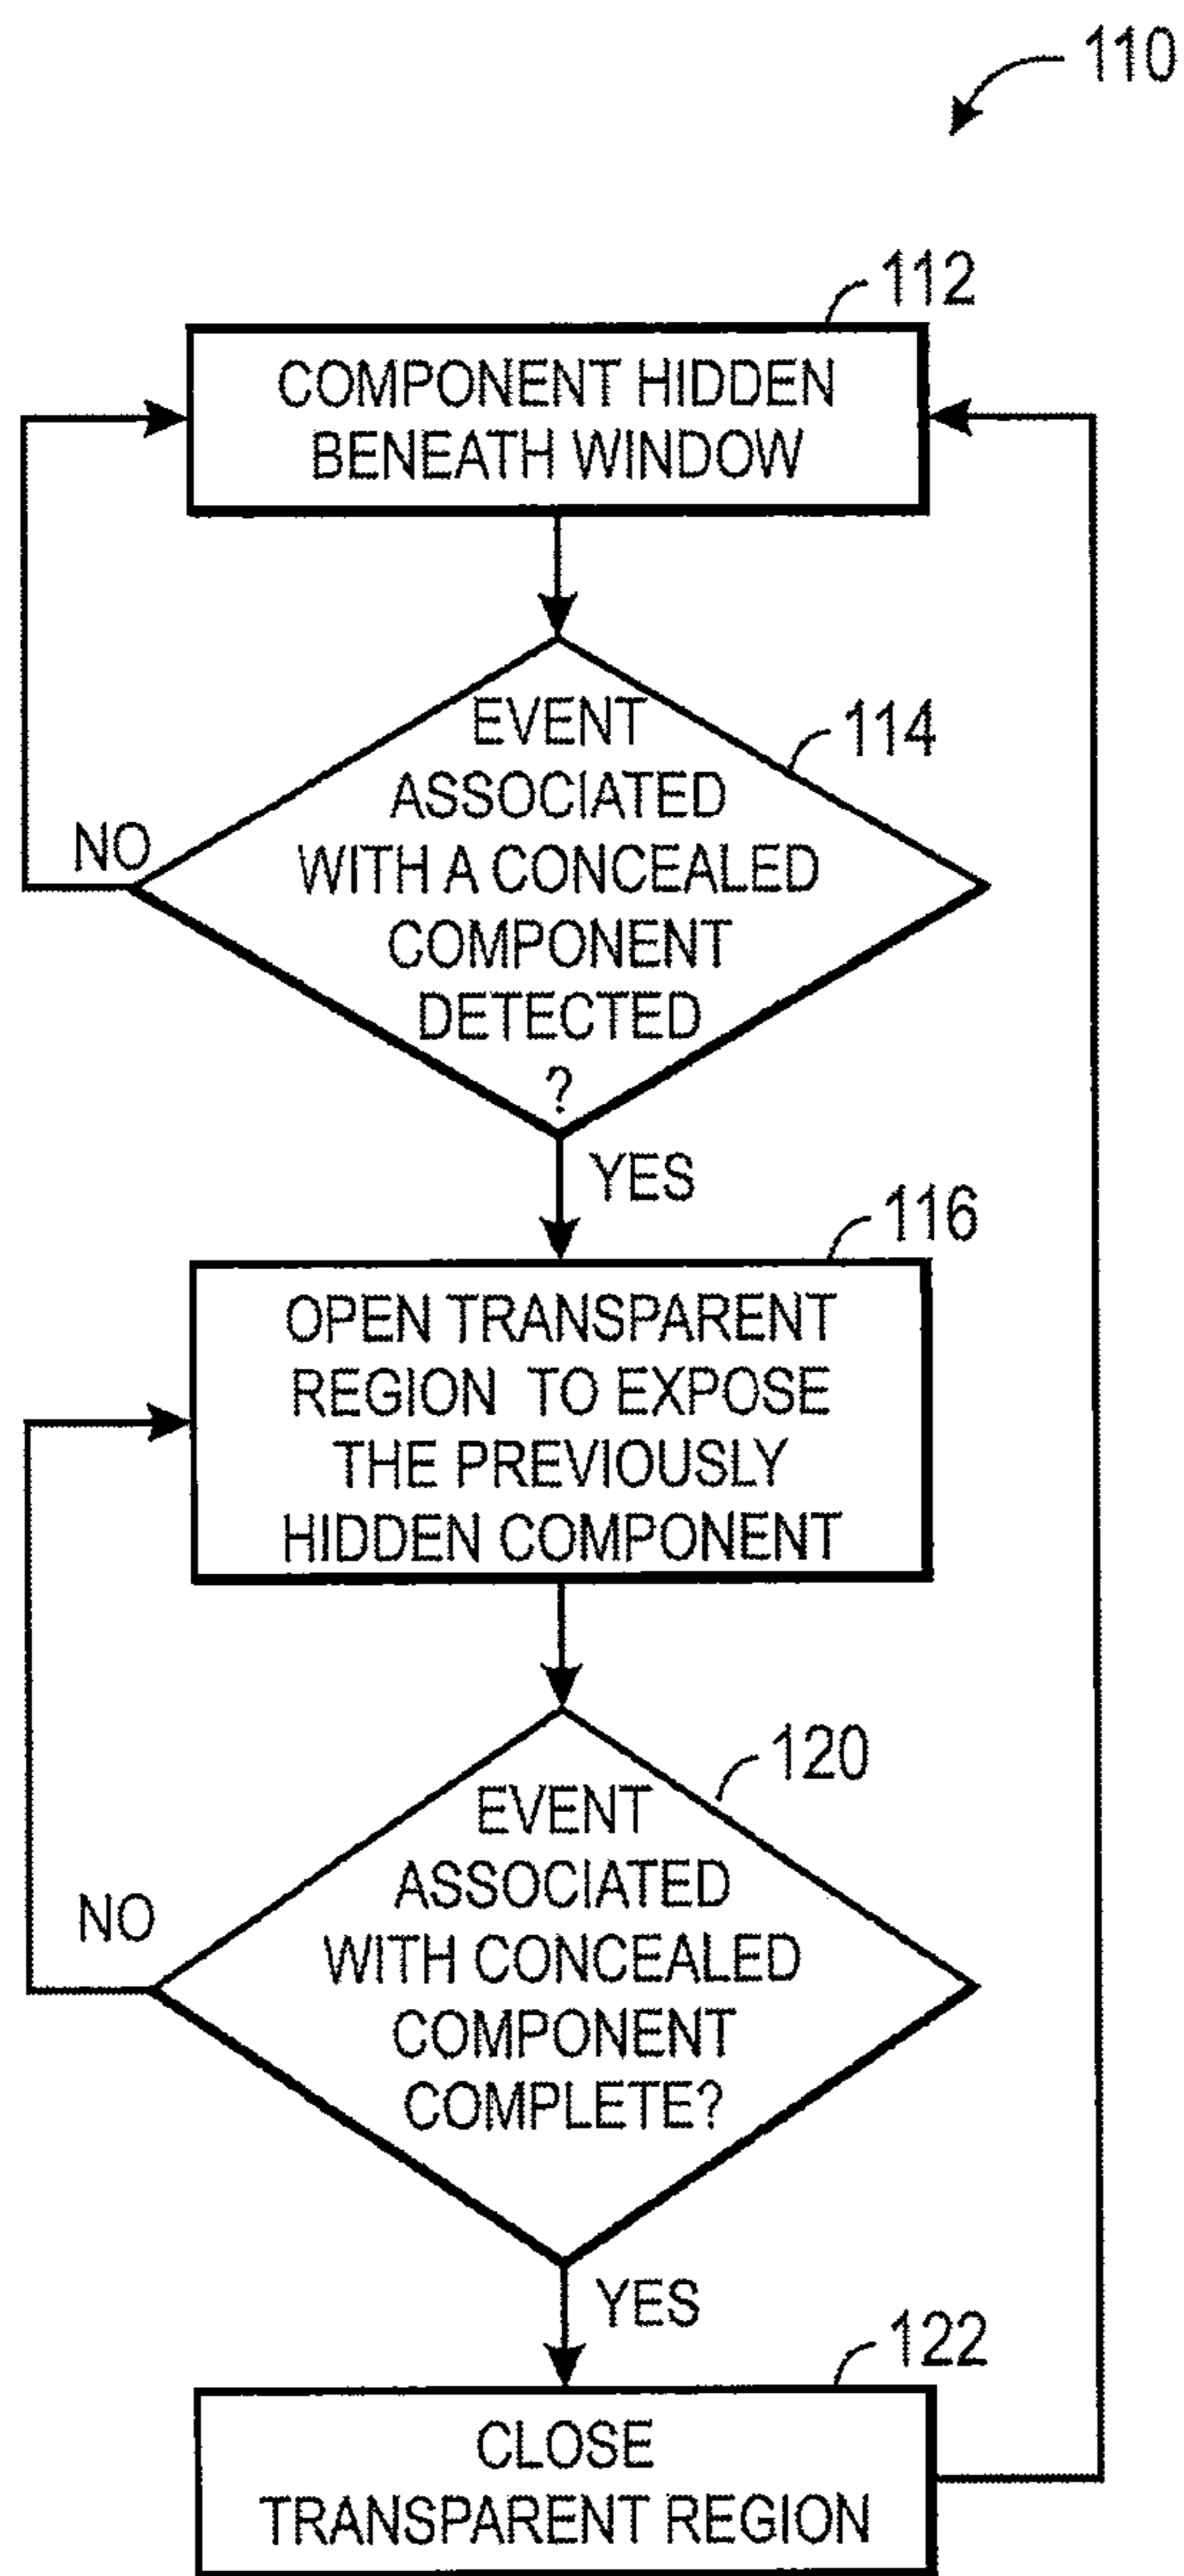 110
112
COMPONENT HIDDEN
BENEATH WINDOW
114
EVENT
ASSOCIATED
WITH A CONCEALED
COMPONENT
DETECTED
?
NO
YES
116
OPEN TRANSPARENT
REGION TO EXPOSE
THE PREVIOUSLY
HIDDEN COMPONENT
120
EVENT
ASSOCIATED
WITH CONCEALED
COMPONENT
COMPLETE?
NO
YES
122
CLOSE
TRANSPARENT REGION